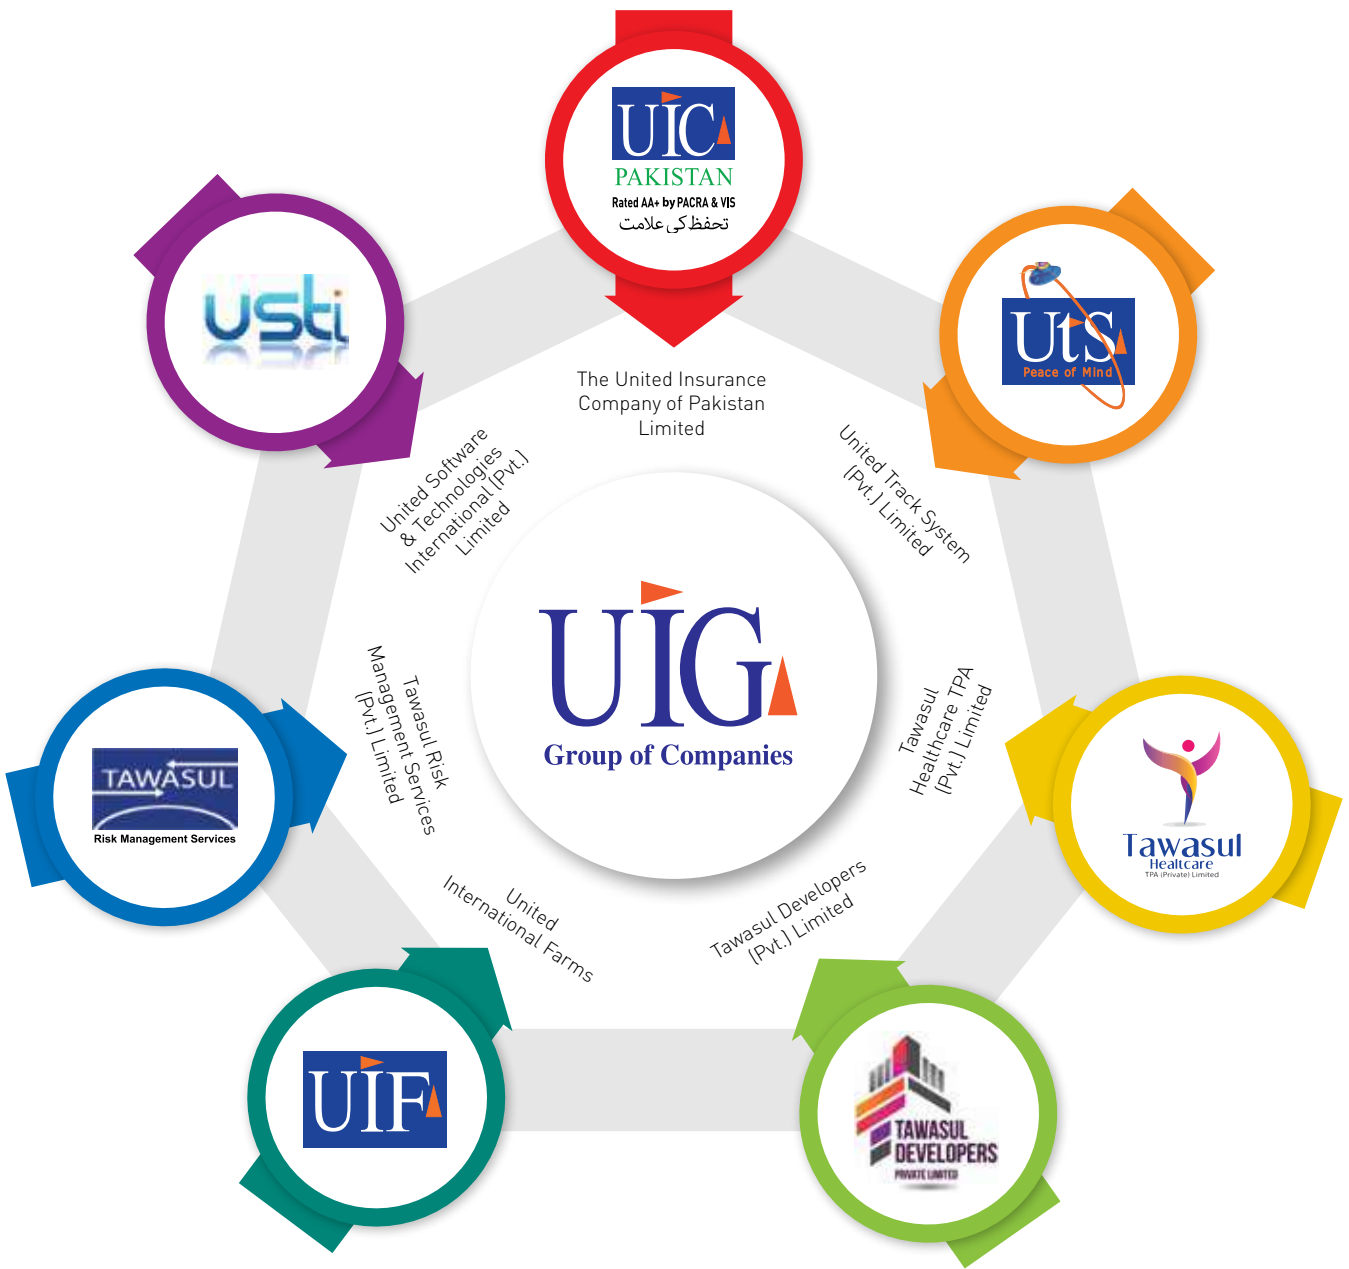 UIC
PAKISTAN
Rated AA+ by PACRA & VIS
تحفظ کی علامت
The United Insurance
Company of Pakistan
Limited
UtS
Peace of Mind
United Track System
(Pvt.) Limited
Tawasul
Healtcare
TPA (Private) Limited
Tawasul
Healthcare TPA
(Pvt.) Limited
TAWASUL
DEVELOPERS
PRIVATE LIMITED
Tawasul Developers
(Pvt.) Limited
UIF
United
International Farms
TAWASUL
Risk Management Services
Tawasul Risk
Management Services
(Pvt.) Limited
usti
United Software
& Technologies
International (Pvt.)
Limited
UIG
Group of Companies